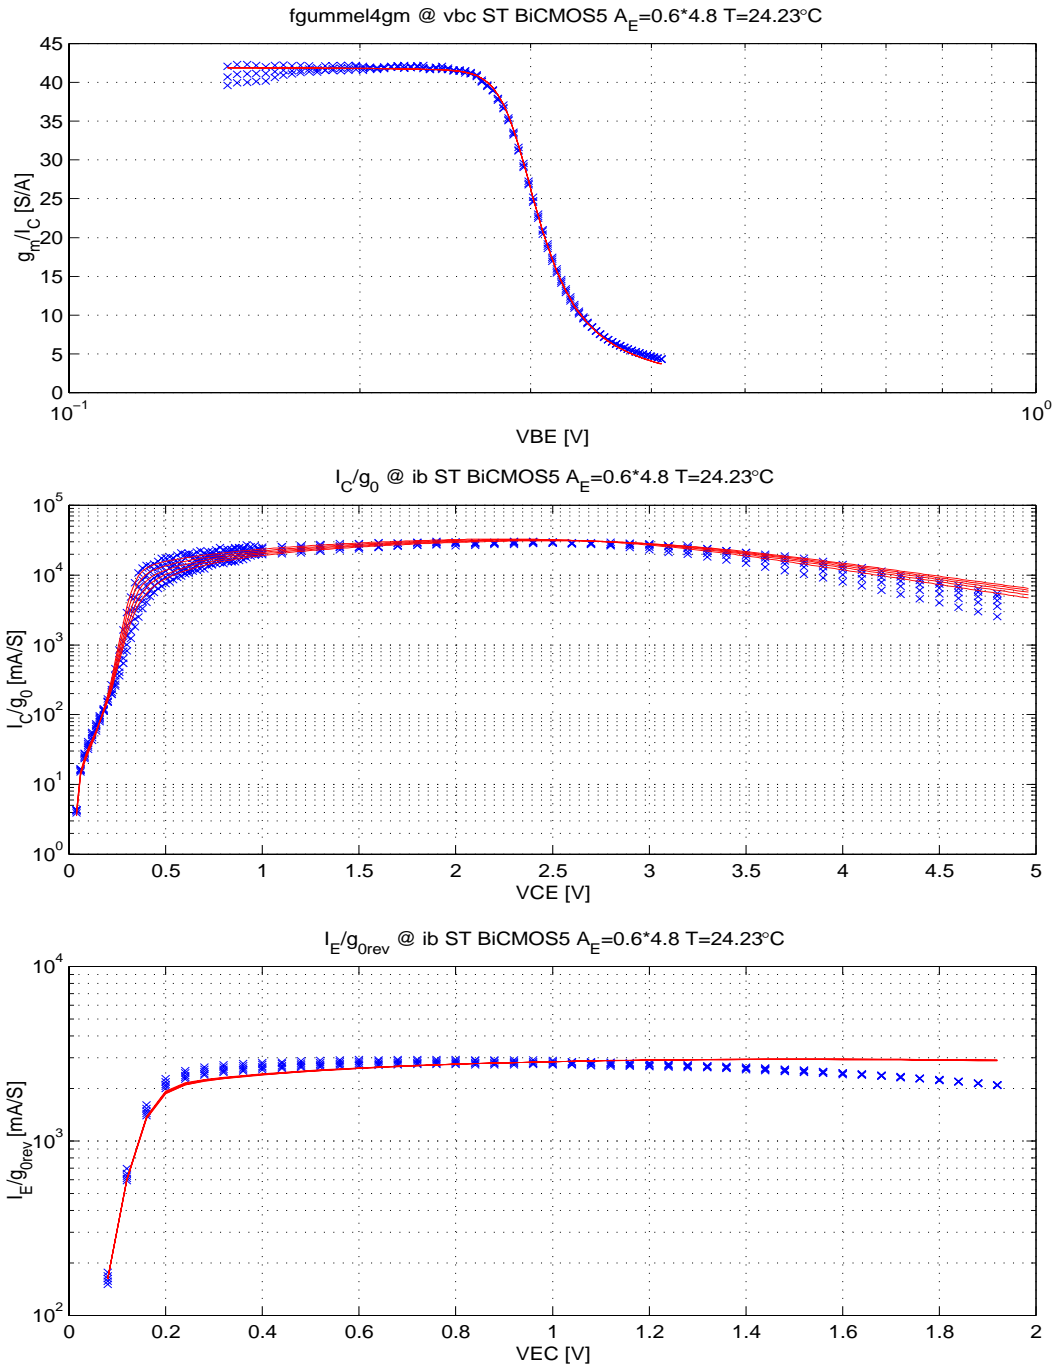 fgummel4gm @ vbc ST BiCMOS5 A_E=0.6*4.8 T=24.23°C
45
40
35
30
25
20
15
10
5
0
g_m/I_C [S/A]
10^-1
10^0
VBE [V]
I_C/g_0 @ ib ST BiCMOS5 A_E=0.6*4.8 T=24.23°C
10^5
10^4
10^3
10^2
10^1
10^0
I_C/g_0 [mA/S]
0 0.5 1 1.5 2 2.5 3 3.5 4 4.5 5
VCE [V]
I_E/g_0rev @ ib ST BiCMOS5 A_E=0.6*4.8 T=24.23°C
10^4
10^3
10^2
I_E/g_0rev [mA/S]
0 0.2 0.4 0.6 0.8 1 1.2 1.4 1.6 1.8 2
VEC [V]